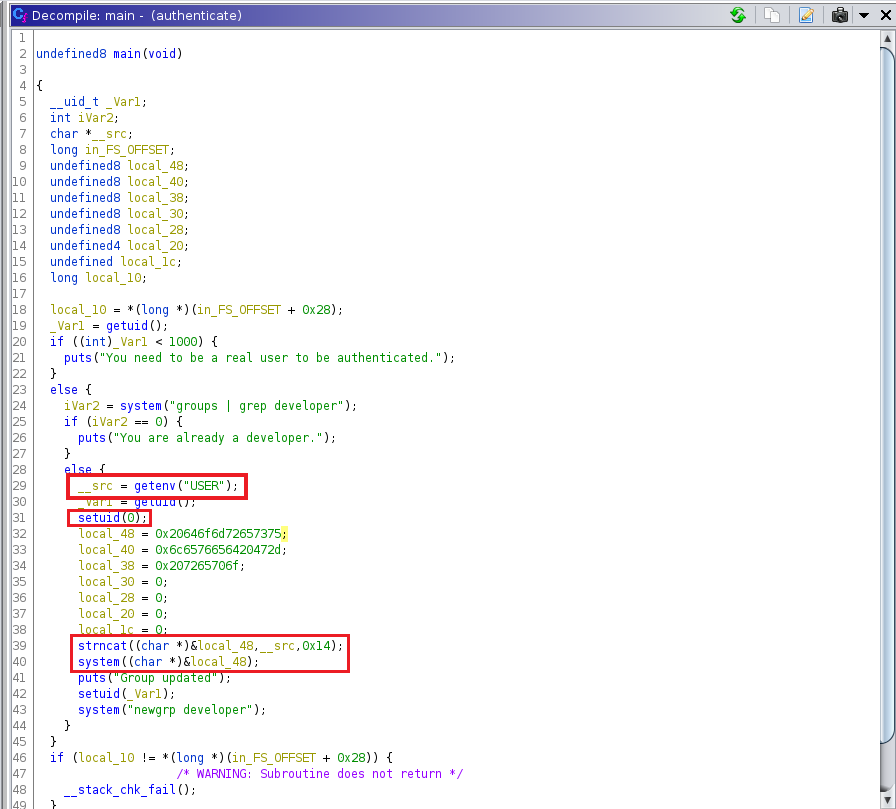 Decompile: main - (authenticate)
1
2 undefined8 main(void)
3
4 {
5 __uid_t _Var1;
6 int iVar2;
7 char *__src;
8 long in_FS_OFFSET;
9 undefined8 local_48;
10 undefined8 local_40;
11 undefined8 local_38;
12 undefined8 local_30;
13 undefined8 local_28;
14 undefined4 local_20;
15 undefined local_1c;
16 long local_10;
17
18 local_10 = *(long *)(in_FS_OFFSET + 0x28);
19 _Var1 = getuid();
20 if ((int)_Var1 < 1000) {
21 puts("You need to be a real user to be authenticated.");
22 }
23 else {
24 iVar2 = system("groups | grep developer");
25 if (iVar2 == 0) {
26 puts("You are already a developer.");
27 }
28 else {
29 __src = getenv("USER");
30 _Var1 = getuid();
31 setuid(0);
32 local_48 = 0x20646f6d72657375;
33 local_40 = 0x6c6576656420472d;
34 local_38 = 0x207265706f;
35 local_30 = 0;
36 local_28 = 0;
37 local_20 = 0;
38 local_1c = 0;
39 strncat((char *)&local_48,__src,0x14);
40 system((char *)&local_48);
41 puts("Group updated");
42 setuid(_Var1);
43 system("newgrp developer");
44 }
45 }
46 if (local_10 != *(long *)(in_FS_OFFSET + 0x28)) {
47 /* WARNING: Subroutine does not return */
48 __stack_chk_fail();
49 }